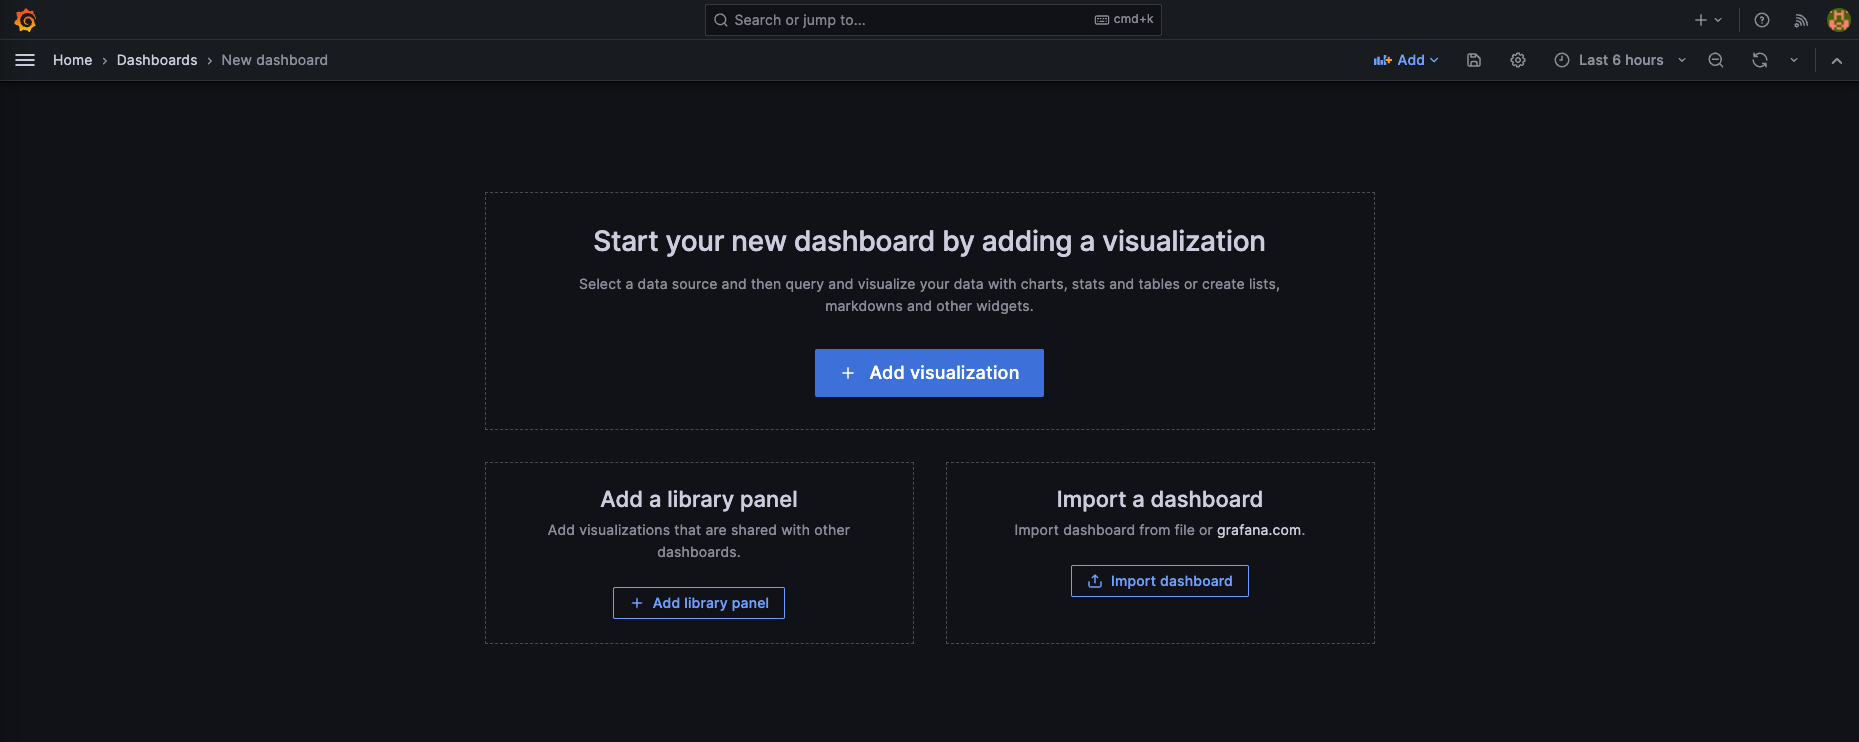 Search or jump to...
cmd+k
Home
Dashboards
New dashboard
Add
Last 6 hours
Start your new dashboard by adding a visualization
Select a data source and then query and visualize your data with charts, stats and tables or create lists,
markdowns and other widgets.
Add visualization
Add a library panel
Add visualizations that are shared with other
dashboards.
Add library panel
Import a dashboard
Import dashboard from file or grafana.com.
Import dashboard